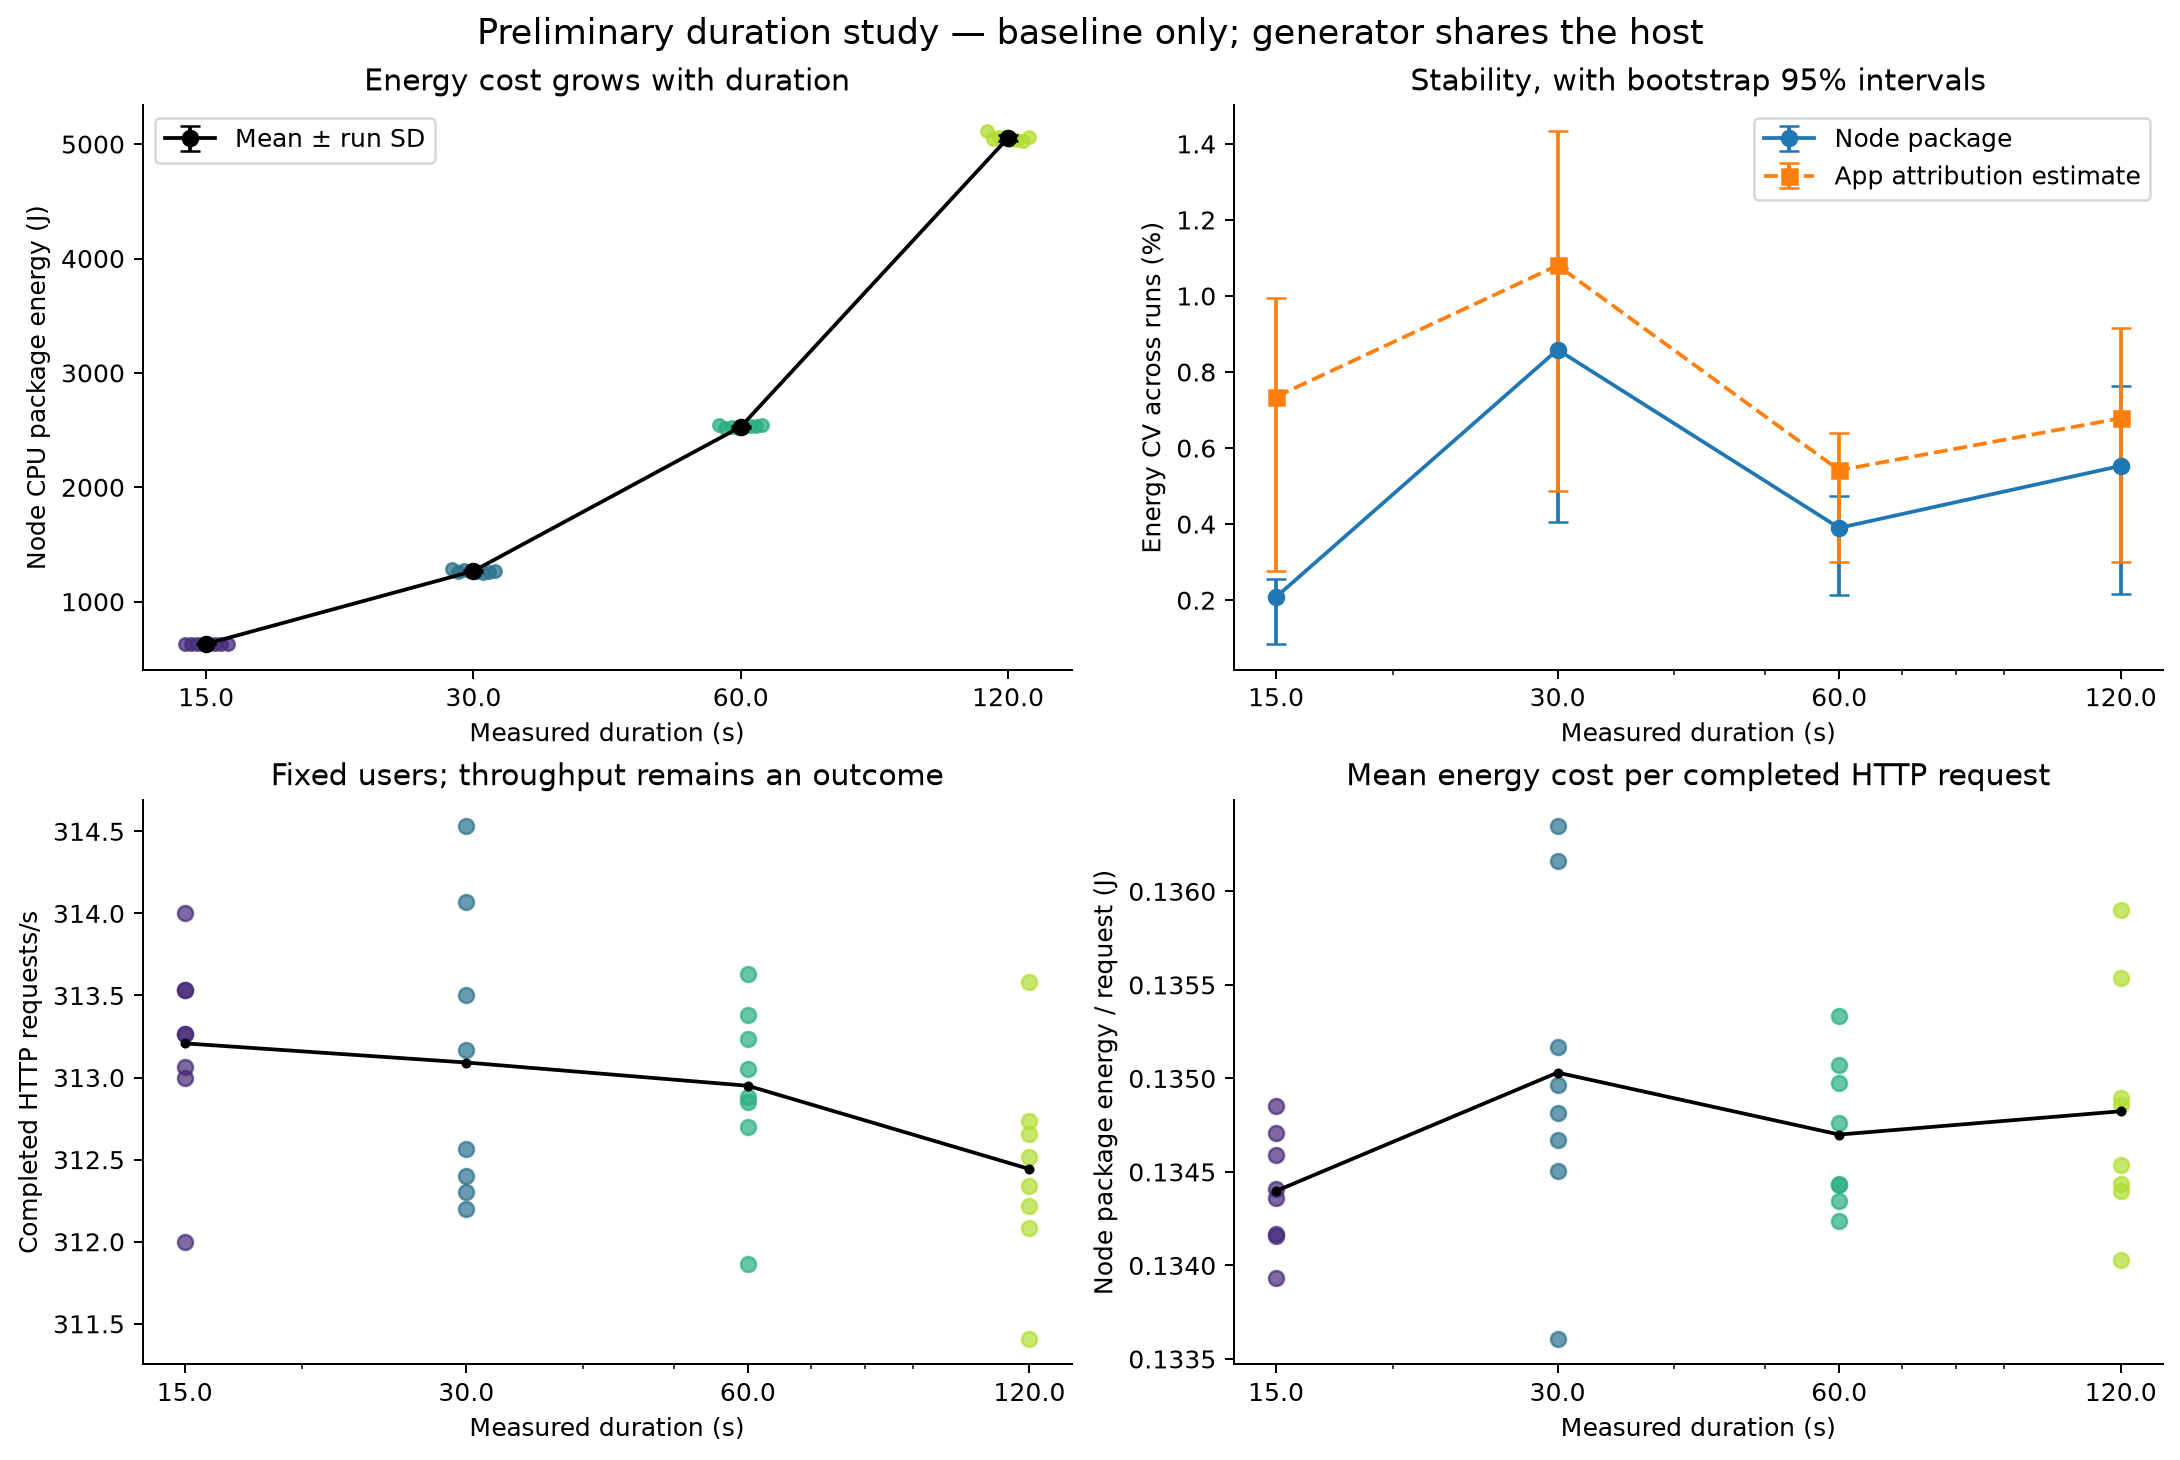 Preliminary duration study — baseline only; generator shares the host
Energy cost grows with duration
Mean ± run SD
Node CPU package energy (J)
5000
4000
3000
2000
1000
15.0 30.0 60.0 120.0
Measured duration (s)
Stability, with bootstrap 95% intervals
Node package
App attribution estimate
Energy CV across runs (%)
1.4
1.2
1.0
0.8
0.6
0.4
0.2
15.0 30.0 60.0 120.0
Measured duration (s)
Fixed users; throughput remains an outcome
Completed HTTP requests/s
314.5
314.0
313.5
313.0
312.5
312.0
311.5
15.0 30.0 60.0 120.0
Measured duration (s)
Mean energy cost per completed HTTP request
Node package energy / request (J)
0.1360
0.1355
0.1350
0.1345
0.1340
0.1335
15.0 30.0 60.0 120.0
Measured duration (s)